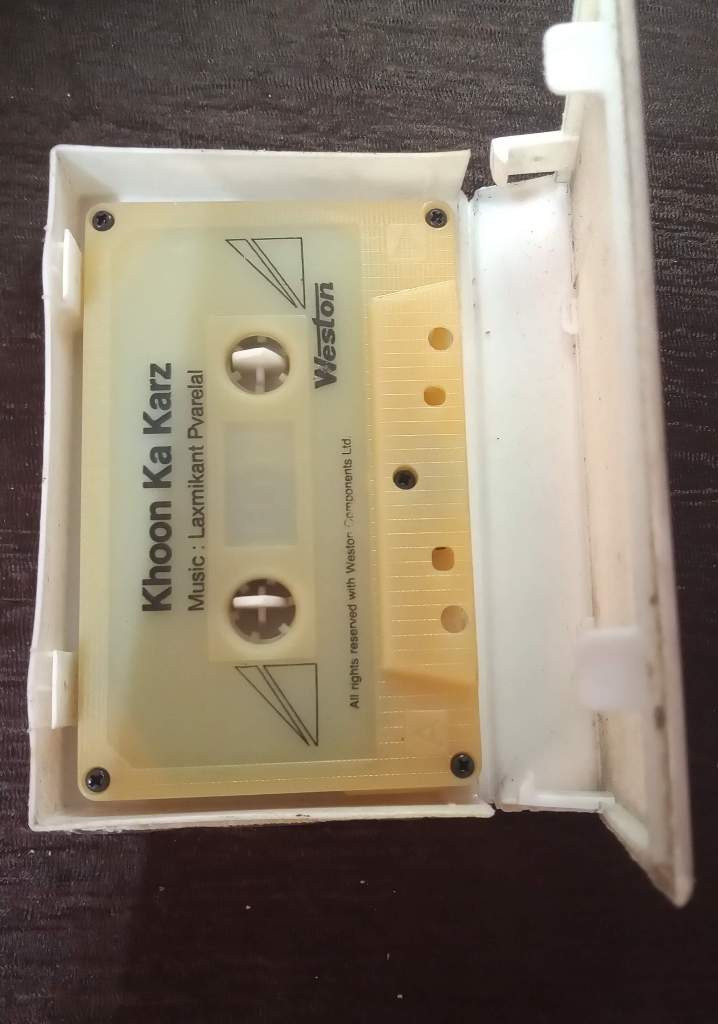 Khoon Ka Karz
Music : Laxmikant Pyarelal
Weston
All rights reserved with Weston Components Ltd.
A